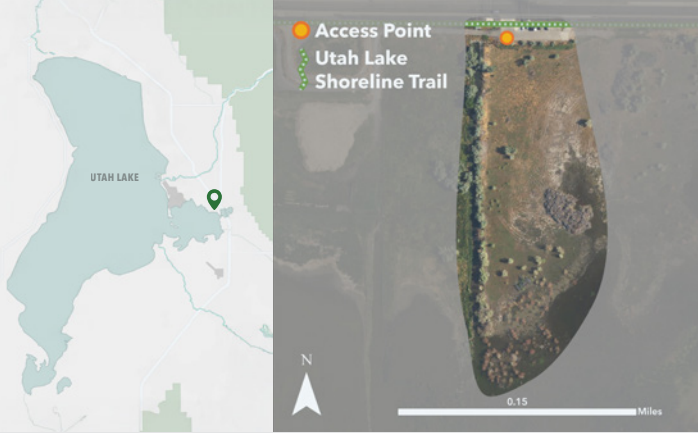 UTAH LAKE
Access Point
Utah Lake
Shoreline Trail
N
0.15
Miles